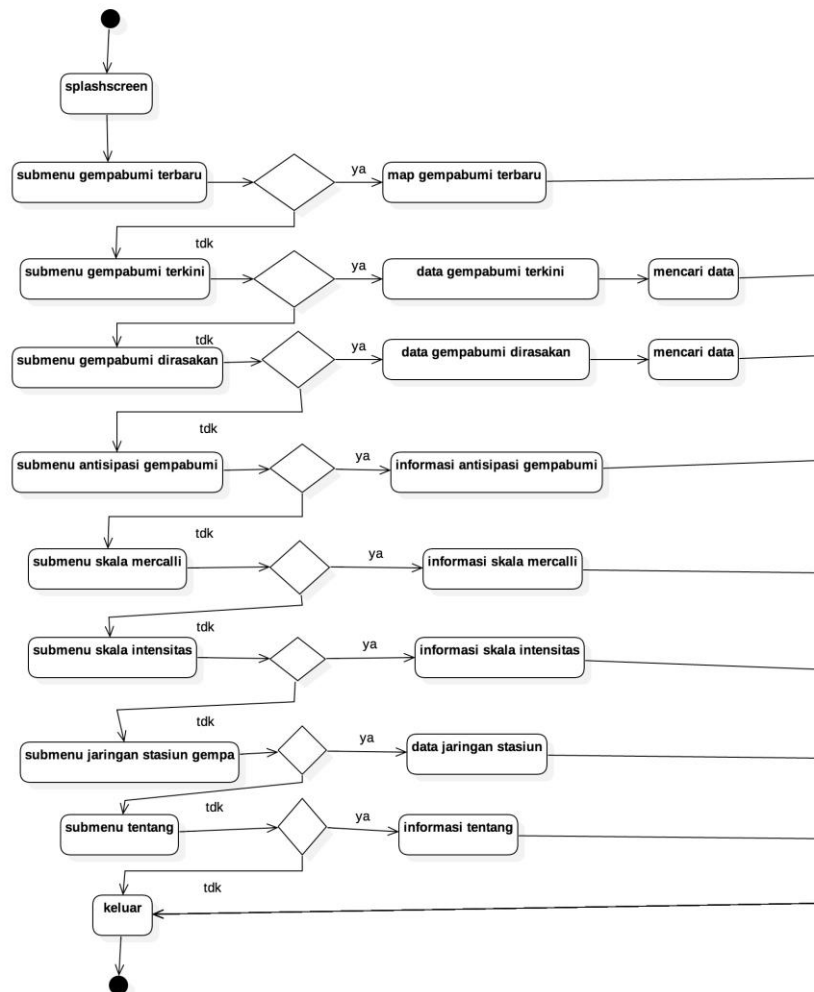 splashscreen
submenu gempabumi terbaru
ya
map gempabumi terbaru
tdk
submenu gempabumi terkini
ya
data gempabumi terkini
mencari data
tdk
submenu gempabumi dirasakan
ya
data gempabumi dirasakan
mencari data
tdk
submenu antisipasi gempabumi
ya
informasi antisipasi gempabumi
tdk
submenu skala mercalli
ya
informasi skala mercalli
tdk
submenu skala intensitas
ya
informasi skala intensitas
tdk
submenu jaringan stasiun gempa
ya
data jaringan stasiun
tdk
submenu tentang
ya
informasi tentang
tdk
keluar